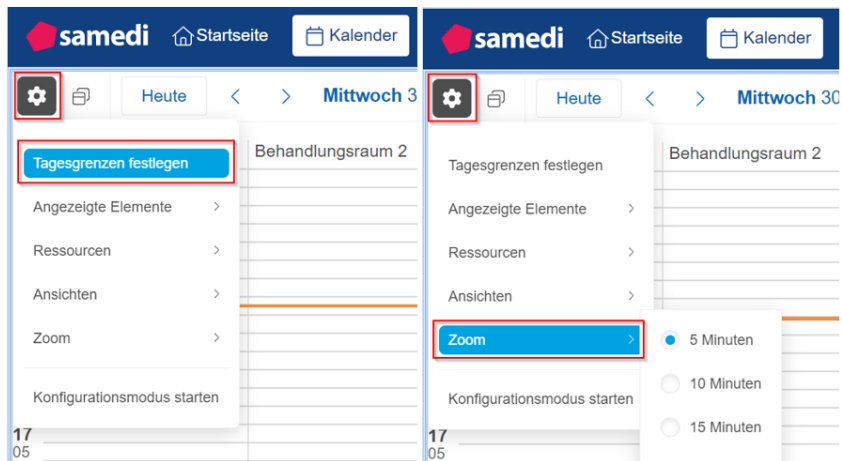 samedi Startseite Kalender
Heute < > Mittwoch 3
Behandlungsraum 2
Tagesgrenzen festlegen
Angezeigte Elemente >
Ressourcen >
Ansichten >
Zoom >
Konfigurationsmodus starten
17
05
samedi Startseite Kalender
Heute < > Mittwoch 30
Behandlungsraum 2
Tagesgrenzen festlegen
Angezeigte Elemente >
Ressourcen >
Ansichten >
Zoom >
5 Minuten
10 Minuten
15 Minuten
Konfigurationsmodus starten
17
05